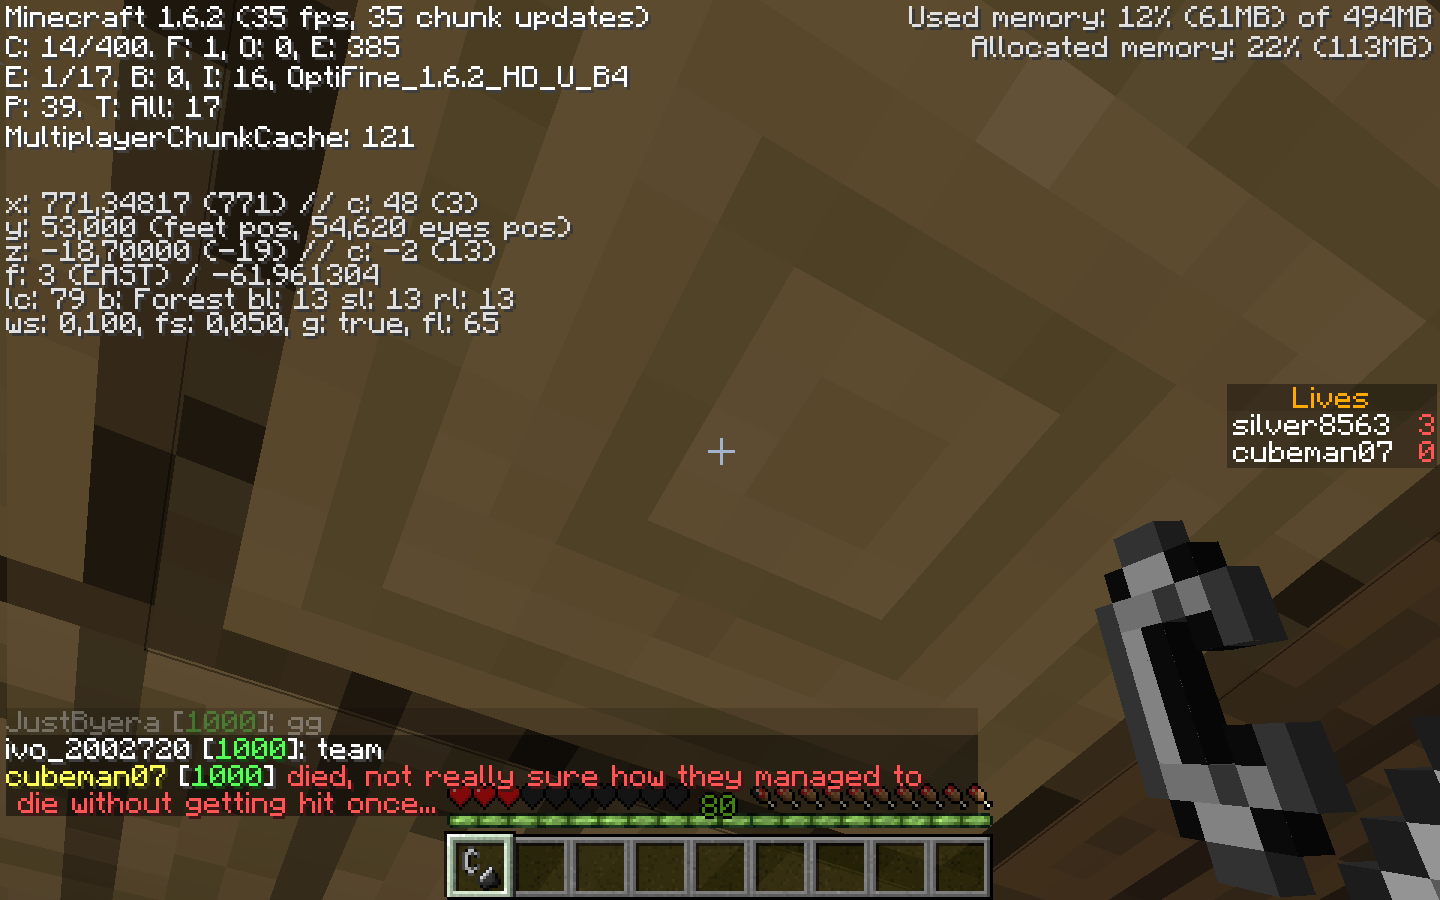 Minecraft 1.6.2 (35 fps, 35 chunk updates)
C: 14/400. F: 1, O: 0, E: 385
E: 1/17. B: 0, I: 16, OptiFine_1.6.2_HD_U_B4
P: 39. T: All: 17
MultiplayerChunkCache: 121
Used memory: 12% (61MB) of 494MB
Allocated memory: 22% (113MB)
x: 771,34817 (771) // c: 48 (3)
y: 53,000 (feet pos, 54,620 eyes pos)
z: -18,70000 (-19) // c: -2 (13)
f: 3 (EAST) / -61.961304
lc: 79 b: Forest bl: 13 sl: 13 rl: 13
ws: 0,100, fs: 0,050, g: true, fl: 65
Lives
silver8563 3
cubeman07 0
JustByera [1000]: gg
ivo_2002720 [1000]: team
cubeman07 [1000] died, not really sure how they managed to
die without getting hit once...
80